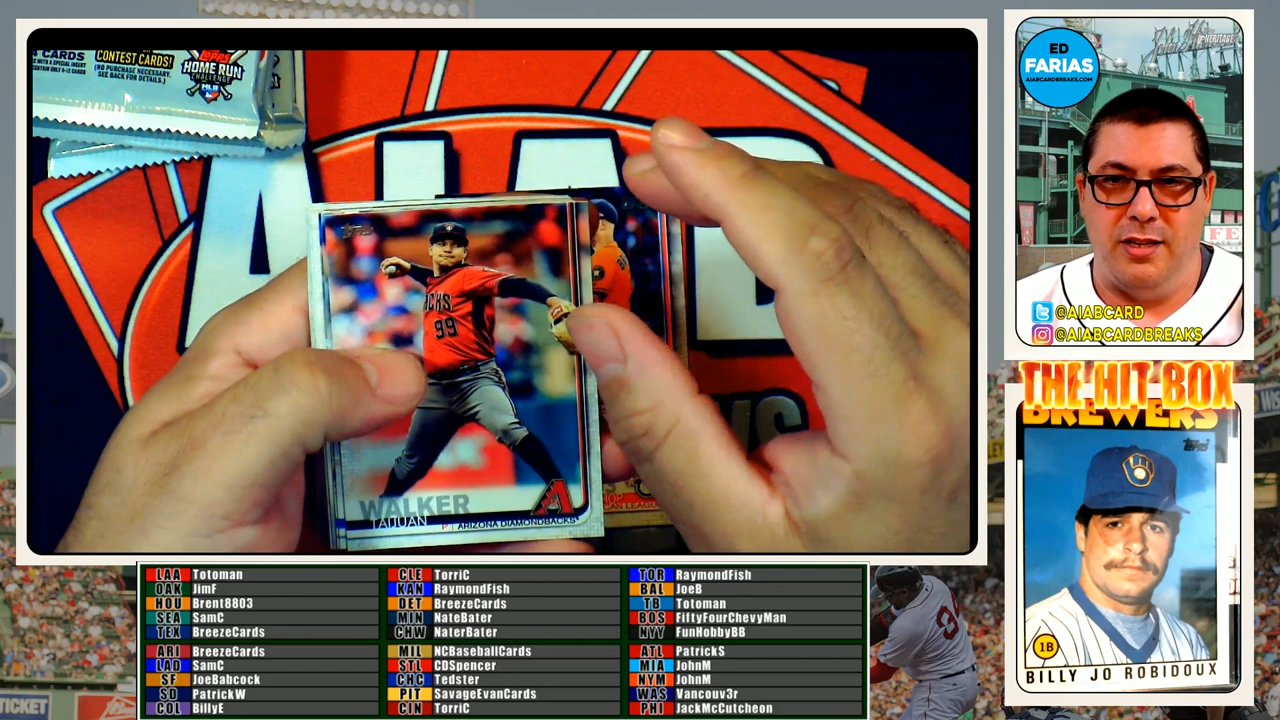 CARDS
CONTEST CARDS!
(NO PURCHASE NECESSARY.
SEE BACK FOR DETAILS.)
TOPPS
HOME RUN
CHALLENGE
MLB
99
WALKER
TAIJUAN
P | ARIZONA DIAMONDBACKS
ED
FARIAS
AIABCARDBREAKS.COM
HERITAGE
@AIABCARD
@AIABCARDBREAKS
THE HIT BOX
BREWERS
Topps
1B
BILLY JO ROBIDOUX
LAA Totoman
OAK JimF
HOU Brent8803
SEA SamC
TEX BreezeCards
ARI BreezeCards
LAD SamC
SF JoeBabcock
SD PatrickW
COL BillyE
CLE TorriC
KAN RaymondFish
DET BreezeCards
MIN NateBater
CHW NaterBater
MIL NCBaseballCards
STL CDSpencer
CHC Tedster
PIT SavageEvanCards
CIN TorriC
TOR RaymondFish
BAL JoeB
TB Totoman
BOS FiftyFourChevyMan
NYY FunHobbyBB
ATL PatrickS
MIA JohnM
NYM JohnM
WAS Vancouv3r
PHI JackMcCutcheon
34
TICKET